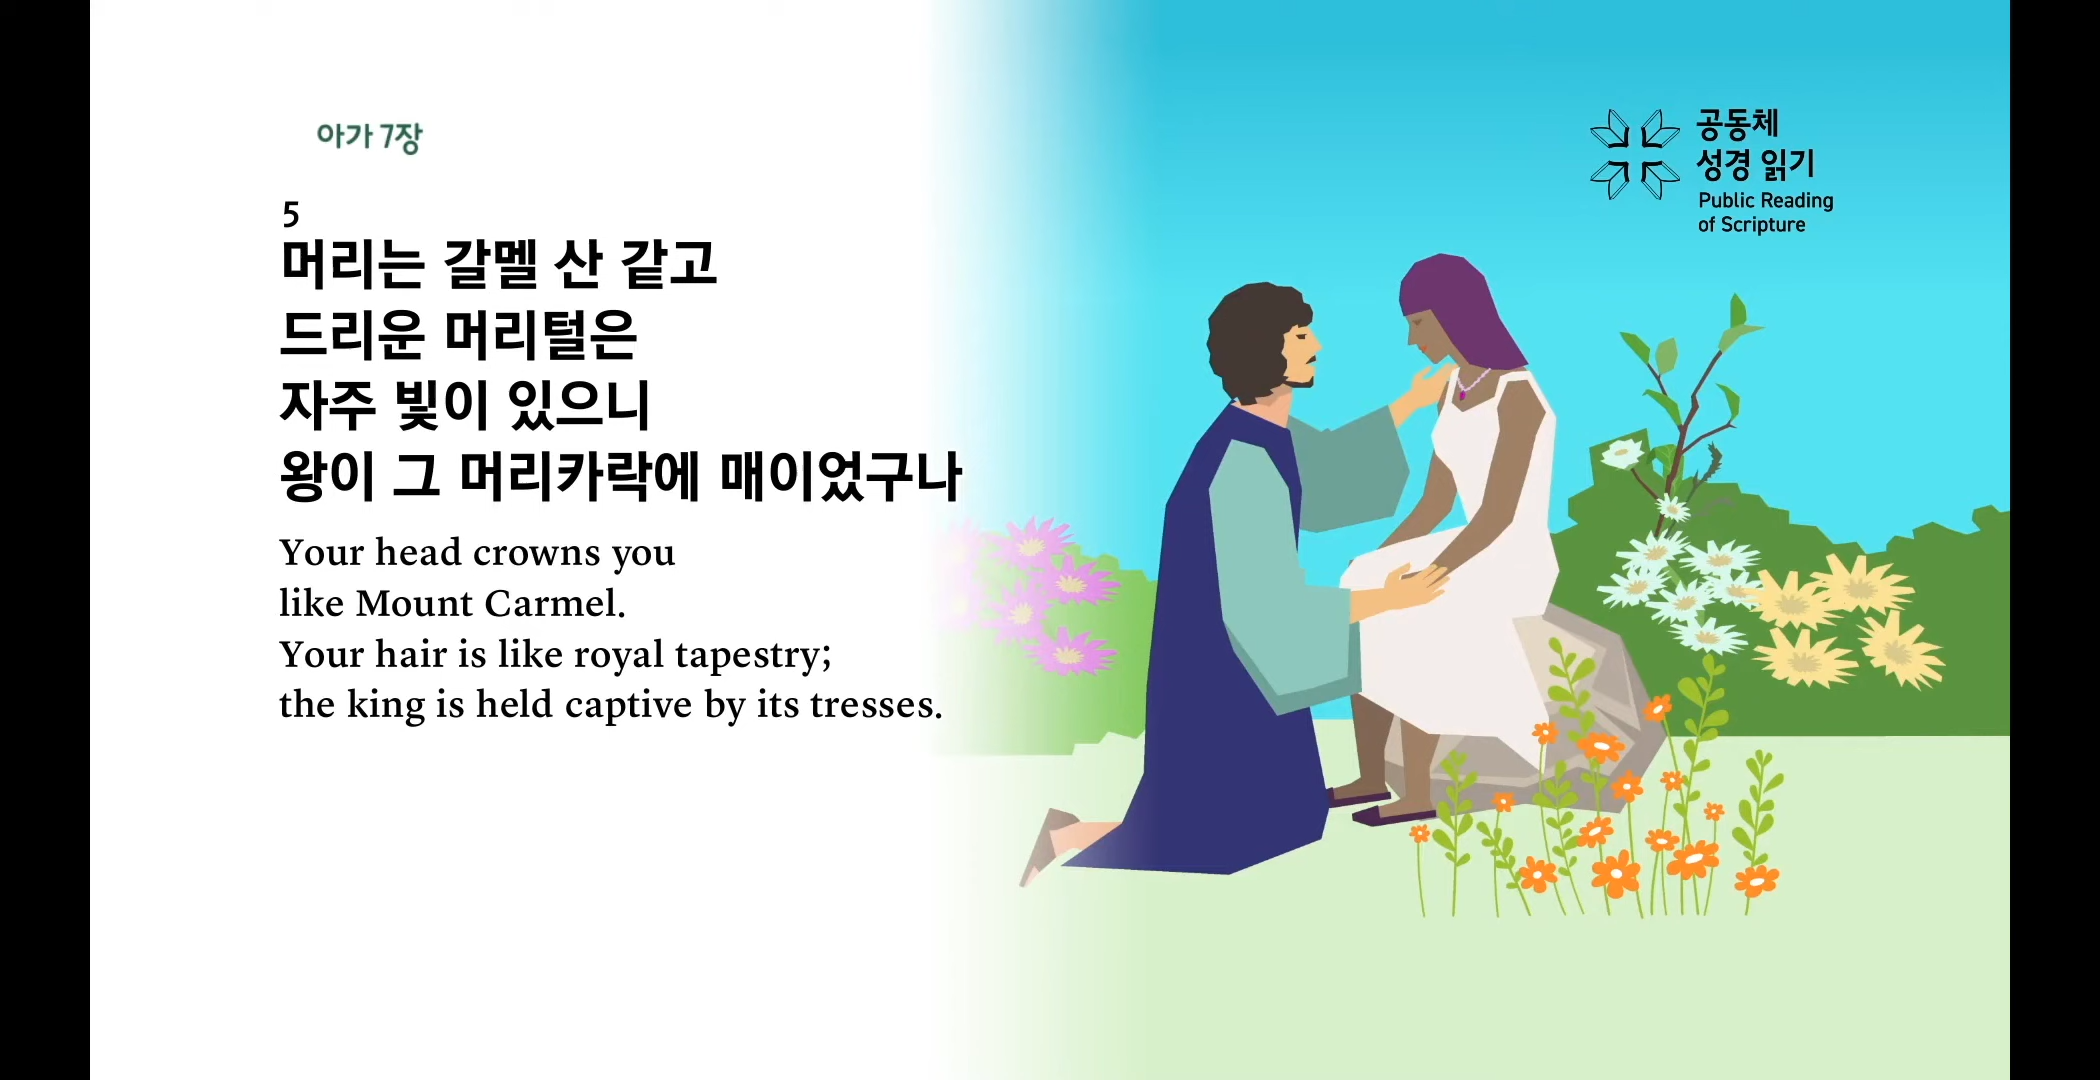 아가 7장
5
머리는 갈멜 산 같고
드리운 머리털은
자주 빛이 있으니
왕이 그 머리카락에 매이었구나
Your head crowns you
like Mount Carmel.
Your hair is like royal tapestry;
the king is held captive by its tresses.
공동체
성경 읽기
Public Reading
of Scripture